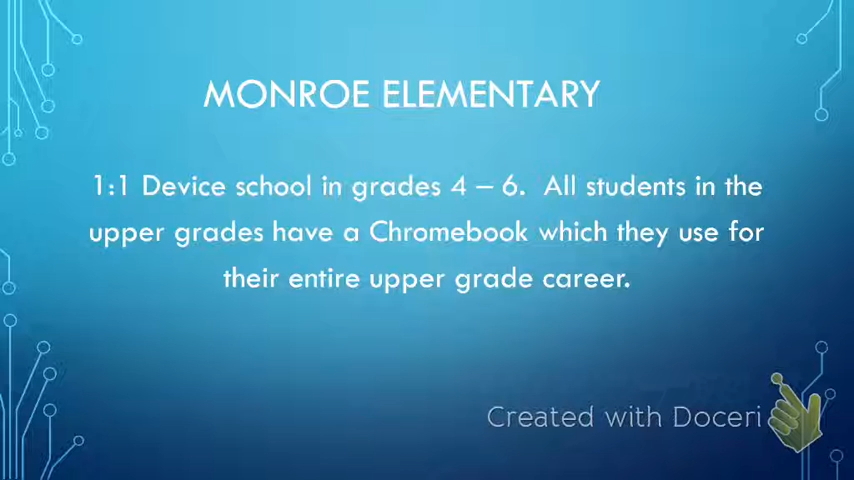 MONROE ELEMENTARY
1:1 Device school in grades 4 – 6.  All students in the
upper grades have a Chromebook which they use for
their entire upper grade career.
Created with Doceri